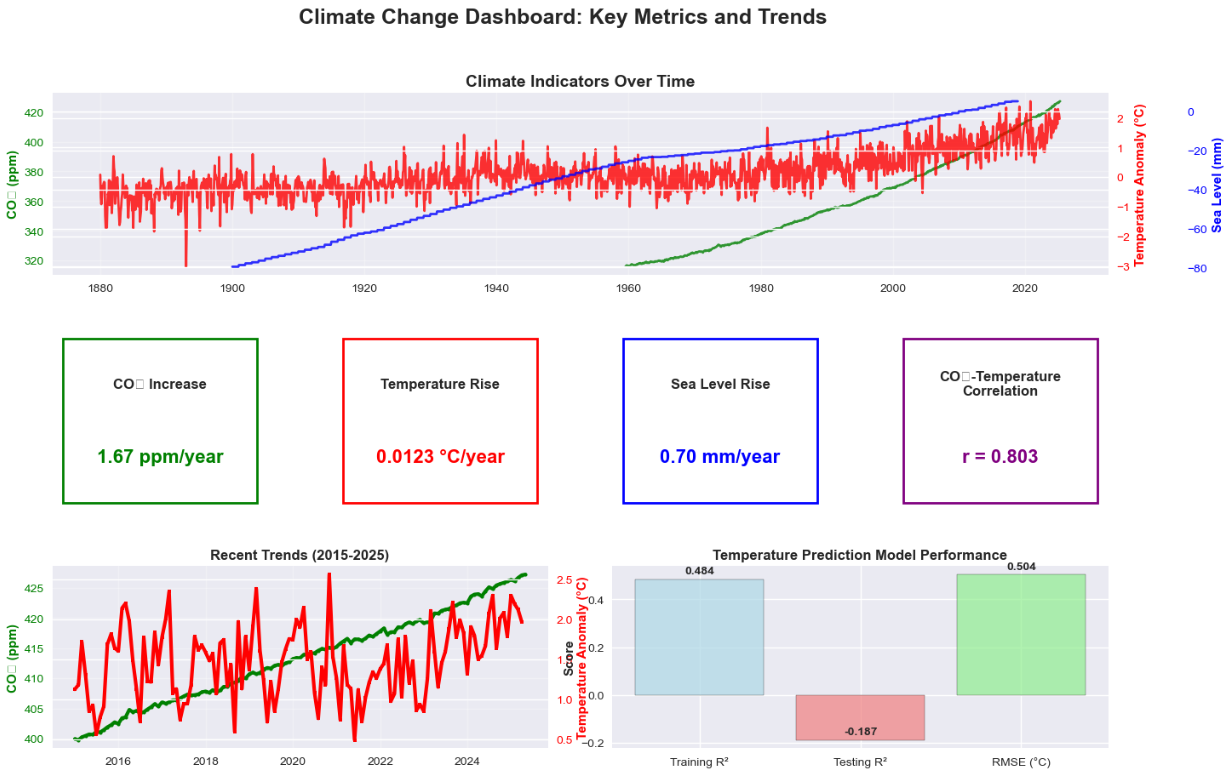 Climate Change Dashboard: Key Metrics and Trends
Climate Indicators Over Time
CO□ (ppm)
420
400
380
360
340
320
2
1
0
−1
−2
−3
Temperature Anomaly (°C)
0
−20
−40
−60
−80
Sea Level (mm)
1880
1900
1920
1940
1960
1980
2000
2020
CO□ Increase
1.67 ppm/year
Temperature Rise
0.0123 °C/year
Sea Level Rise
0.70 mm/year
CO□-Temperature
Correlation
r = 0.803
Recent Trends (2015-2025)
CO□ (ppm)
425
420
415
410
405
400
2.5
2.0
1.5
1.0
0.5
Temperature Anomaly (°C)
2016
2018
2020
2022
2024
Temperature Prediction Model Performance
Score
0.4
0.2
0.0
−0.2
0.484
-0.187
0.504
Training R²
Testing R²
RMSE (°C)